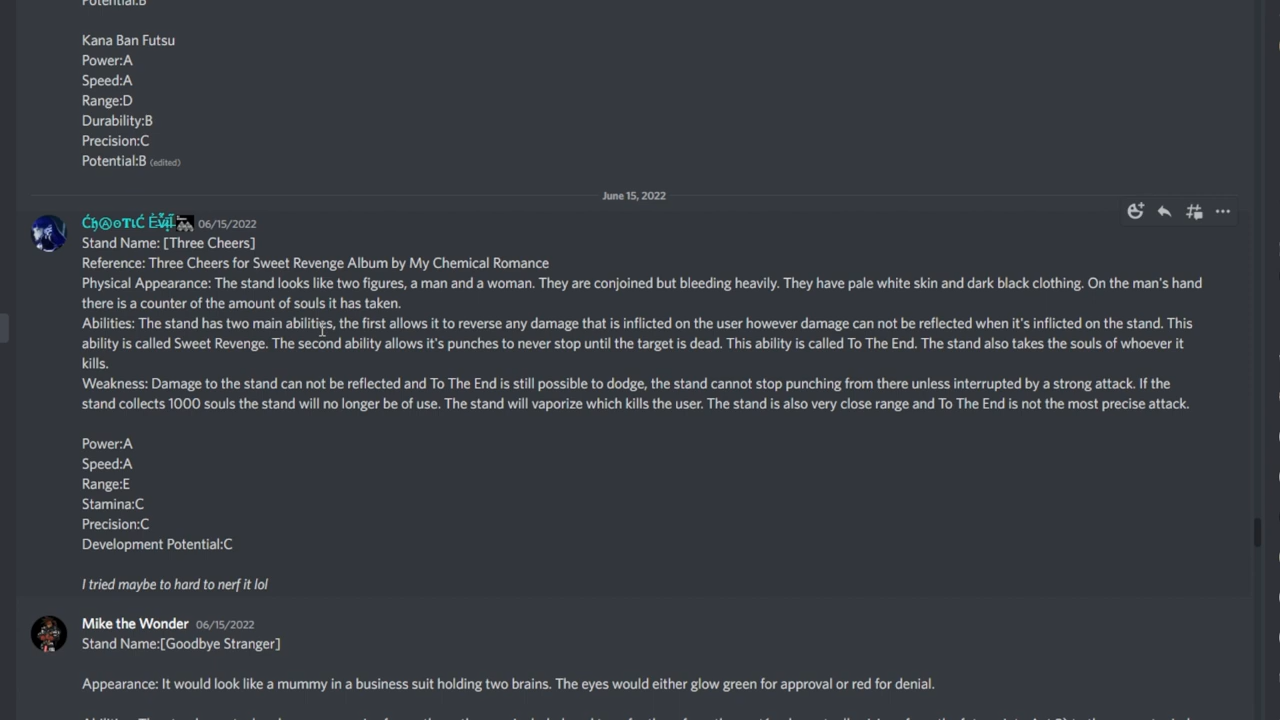 Kana Ban Futsu
Power:A
Speed:A
Range:D
Durability:B
Precision:C
Potential:B (edited)
June 15, 2022
06/15/2022
Stand Name: [Three Cheers]
Reference: Three Cheers for Sweet Revenge Album by My Chemical Romance
Physical Appearance: The stand looks like two figures, a man and a woman. They are conjoined but bleeding heavily. They have pale white skin and dark black clothing. On the man's hand
there is a counter of the amount of souls it has taken.
Abilities: The stand has two main abilities, the first allows it to reverse any damage that is inflicted on the user however damage can not be reflected when it's inflicted on the stand. This
ability is called Sweet Revenge. The second ability allows it's punches to never stop until the target is dead. This ability is called To The End. The stand also takes the souls of whoever it
kills.
Weakness: Damage to the stand can not be reflected and To The End is still possible to dodge, the stand cannot stop punching from there unless interrupted by a strong attack. If the
stand collects 1000 souls the stand will no longer be of use. The stand will vaporize which kills the user. The stand is also very close range and To The End is not the most precise attack.
Power:A
Speed:A
Range:E
Stamina:C
Precision:C
Development Potential:C
I tried maybe to hard to nerf it lol
Mike the Wonder 06/15/2022
Stand Name:[Goodbye Stranger]
Appearance: It would look like a mummy in a business suit holding two brains. The eyes would either glow green for approval or red for denial.